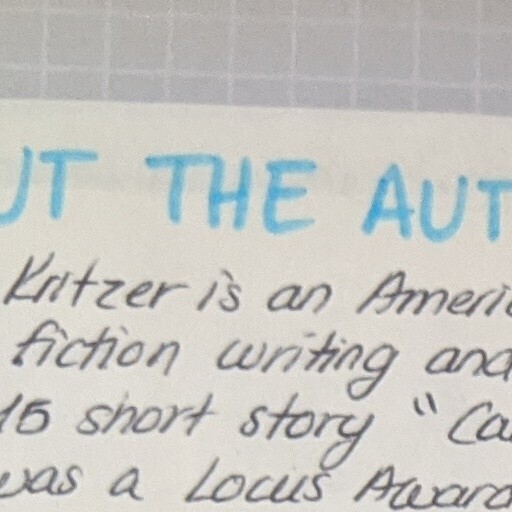 UT THE AUT
Kritzer is an Ameri
fiction writing and
15 short story "Ca
was a Locus Award